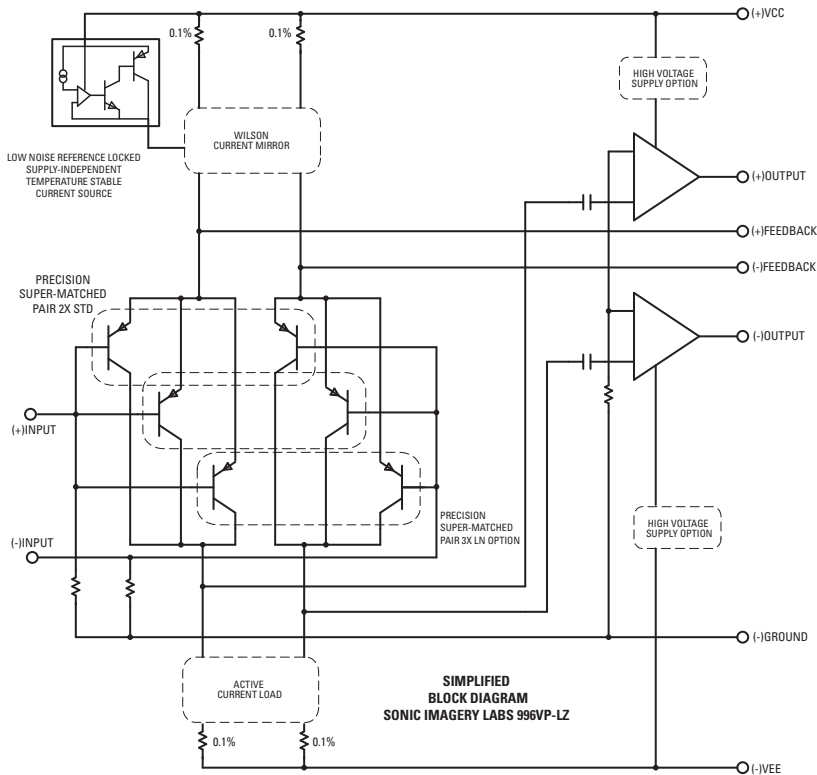 (+)VCC
0.1%
0.1%
HIGH VOLTAGE
SUPPLY OPTION
WILSON
CURRENT MIRROR
LOW NOISE REFERENCE LOCKED
SUPPLY-INDEPENDENT
TEMPERATURE STABLE
CURRENT SOURCE
(+)OUTPUT
(+)FEEDBACK
(-)FEEDBACK
PRECISION
SUPER-MATCHED
PAIR 2X STD
(-)OUTPUT
(+)INPUT
PRECISION
SUPER-MATCHED
PAIR 3X LN OPTION
HIGH VOLTAGE
SUPPLY OPTION
(-)INPUT
(-)GROUND
ACTIVE
CURRENT LOAD
SIMPLIFIED
BLOCK DIAGRAM
SONIC IMAGERY LABS 996VP-LZ
0.1%
0.1%
(-)VEE